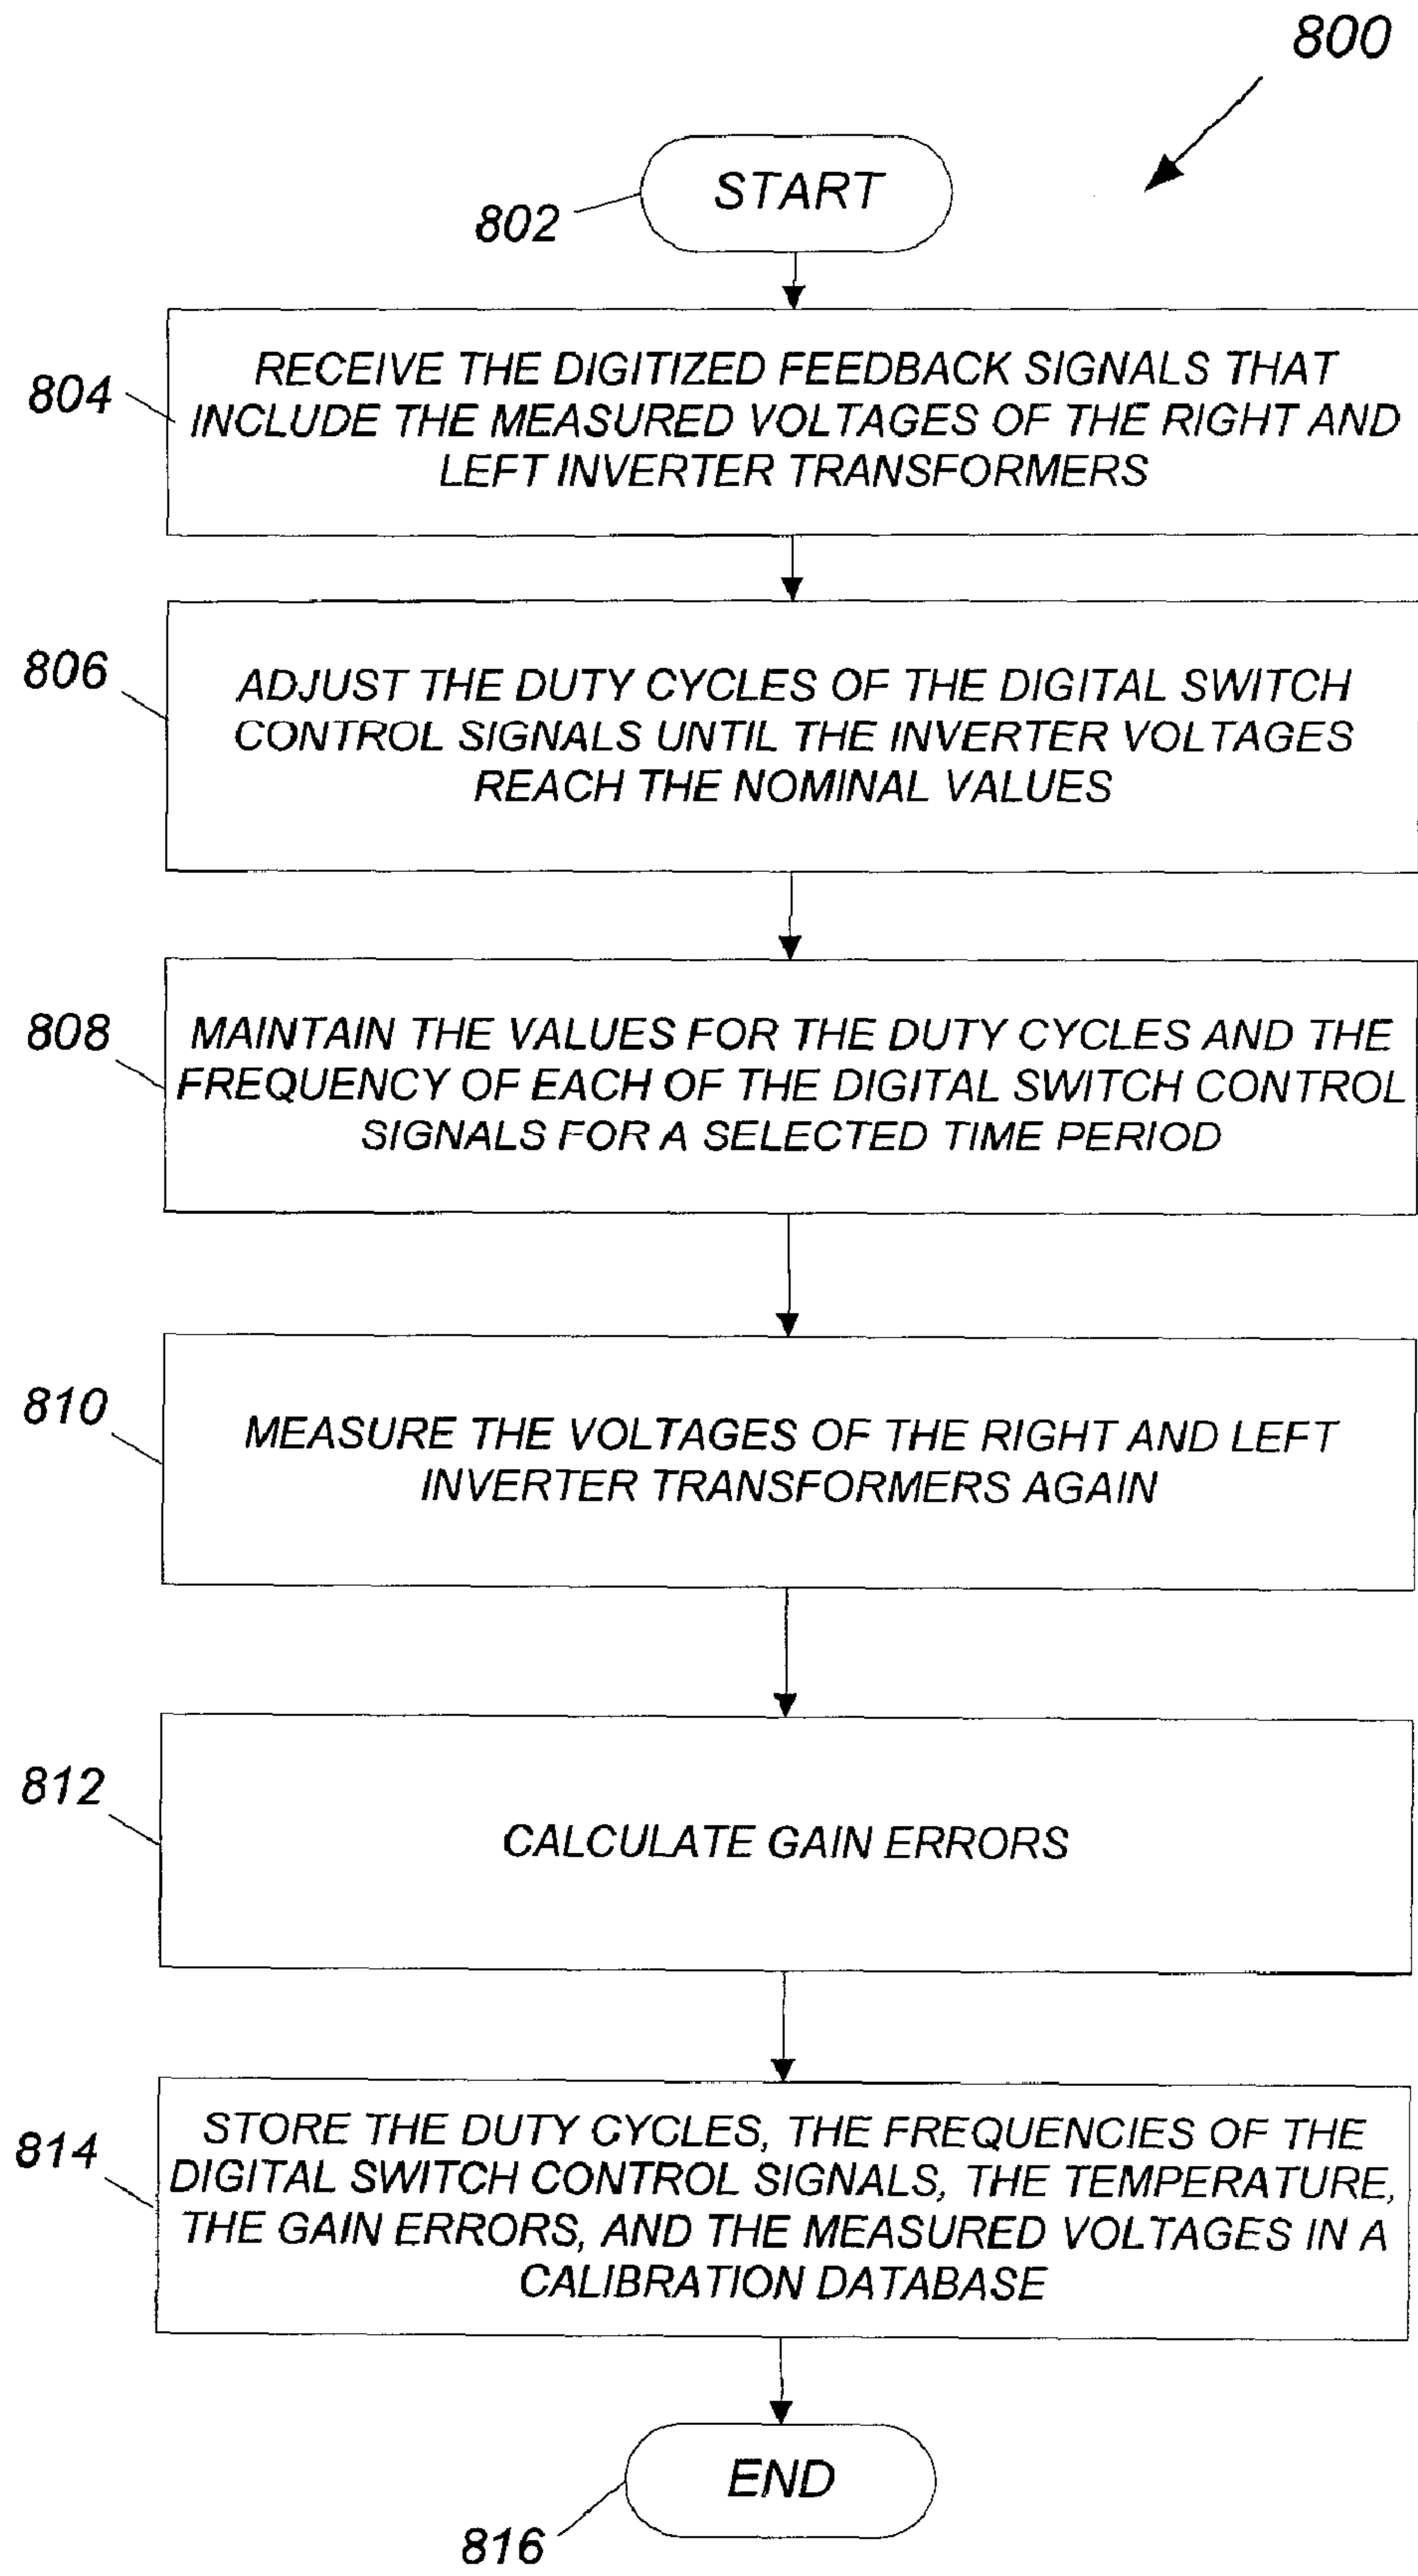 800
START
802
RECEIVE THE DIGITIZED FEEDBACK SIGNALS THAT
804
INCLUDE THE MEASURED VOLTAGES OF THE RIGHT AND
LEFT INVERTER TRANSFORMERS
806
ADJUST THE DUTY CYCLES OF THE DIGITAL SWITCH
CONTROL SIGNALS UNTIL THE INVERTER VOLTAGES
REACH THE NOMINAL VALUES
808
MAINTAIN THE VALUES FOR THE DUTY CYCLES AND THE
FREQUENCY OF EACH OF THE DIGITAL SWITCH CONTROL
SIGNALS FOR A SELECTED TIME PERIOD
810
MEASURE THE VOLTAGES OF THE RIGHT AND LEFT
INVERTER TRANSFORMERS AGAIN
812
CALCULATE GAIN ERRORS
814
STORE THE DUTY CYCLES, THE FREQUENCIES OF THE
DIGITAL SWITCH CONTROL SIGNALS, THE TEMPERATURE,
THE GAIN ERRORS, AND THE MEASURED VOLTAGES IN A
CALIBRATION DATABASE
END
816